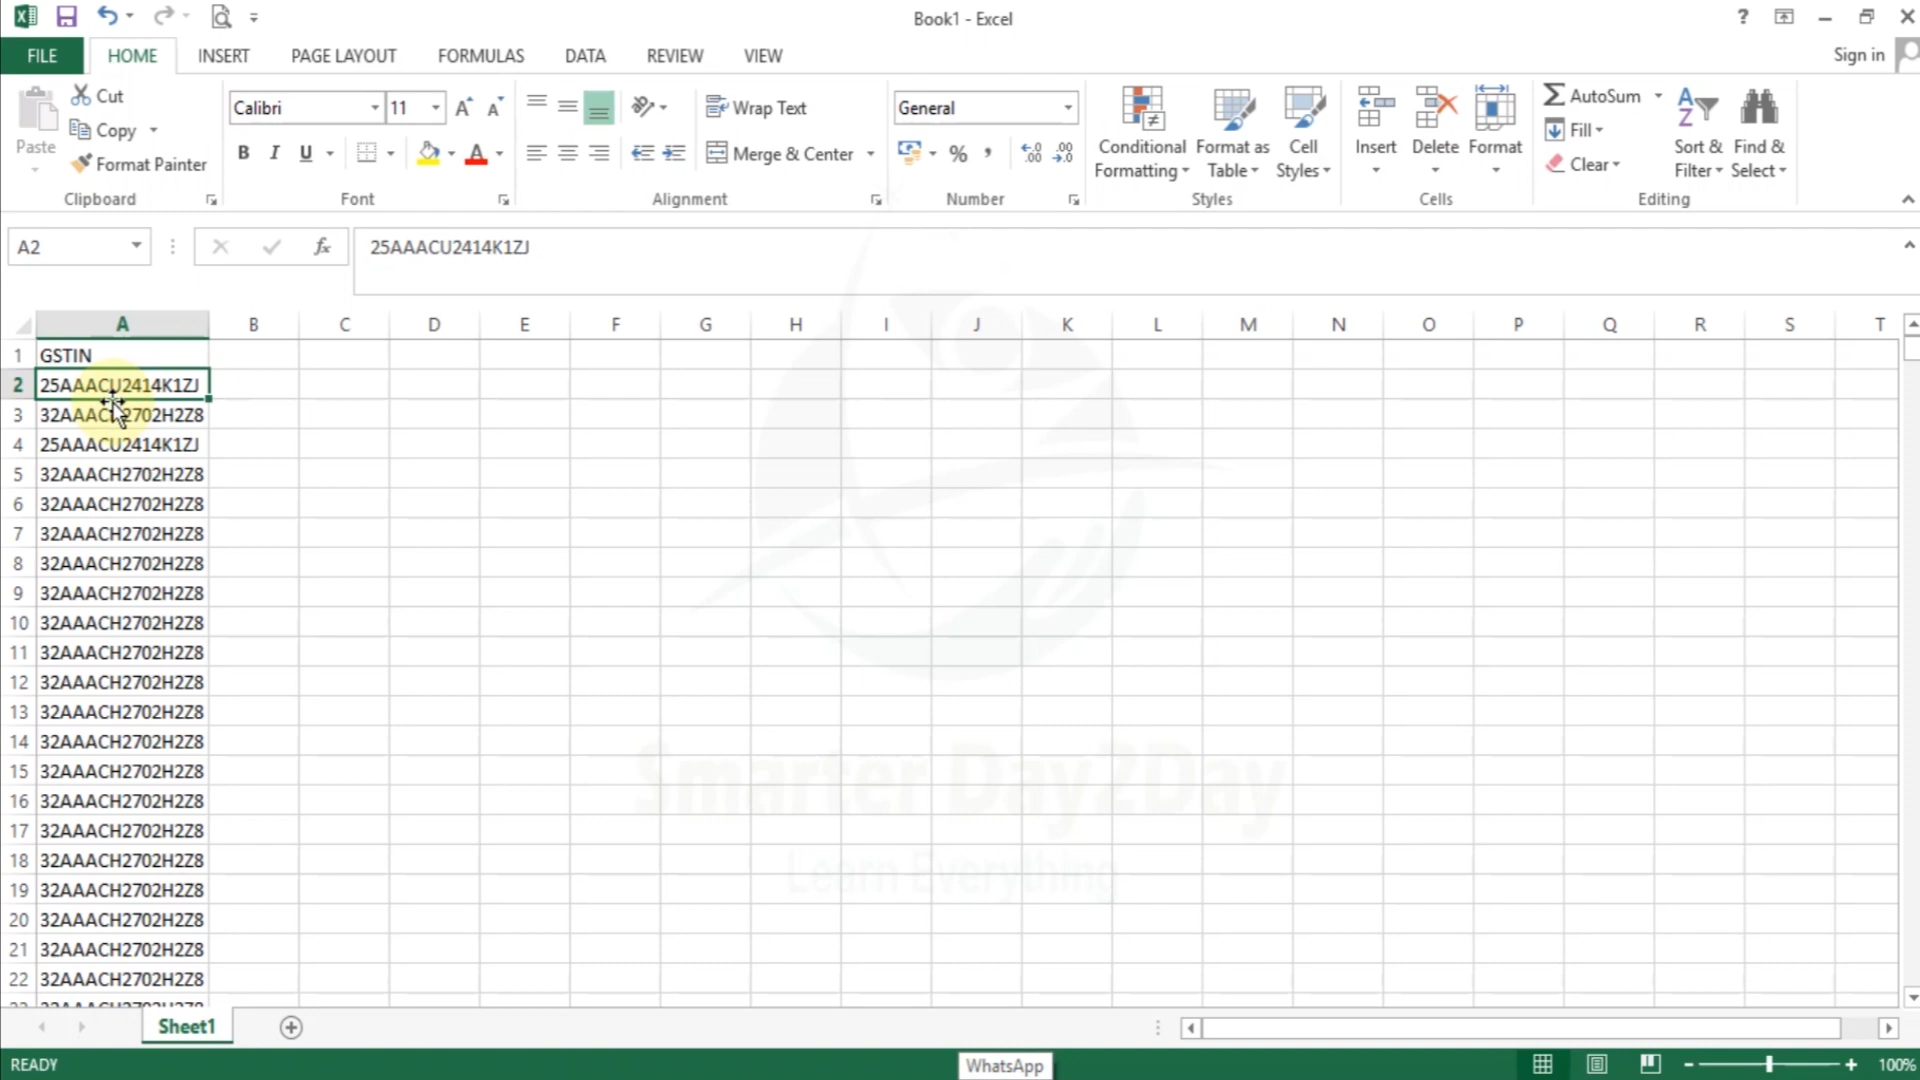 Book1 - Excel
?
FILE HOME INSERT PAGE LAYOUT FORMULAS DATA REVIEW VIEW Sign in
Paste
Cut
Copy
Format Painter
Clipboard
Calibri 11
B I U
Font
Wrap Text
Merge & Center
Alignment
General
%
Number
Conditional Formatting
Format as Table
Cell Styles
Styles
Insert
Delete
Format
Cells
AutoSum
Fill
Clear
Sort & Filter
Find & Select
Editing
A2 fx 25AAACU2414K1ZJ
A B C D E F G H I J K L M N O P Q R S T
1 GSTIN
2 25AAACU2414K1ZJ
3 32AAACH2702H2Z8
4 25AAACU2414K1ZJ
5 32AAACH2702H2Z8
6 32AAACH2702H2Z8
7 32AAACH2702H2Z8
8 32AAACH2702H2Z8
9 32AAACH2702H2Z8
10 32AAACH2702H2Z8
11 32AAACH2702H2Z8
12 32AAACH2702H2Z8
13 32AAACH2702H2Z8
14 32AAACH2702H2Z8
15 32AAACH2702H2Z8
16 32AAACH2702H2Z8
17 32AAACH2702H2Z8
18 32AAACH2702H2Z8
19 32AAACH2702H2Z8
20 32AAACH2702H2Z8
21 32AAACH2702H2Z8
22 32AAACH2702H2Z8
Smarter Day2Day
Learn Everything
Sheet1
READY
WhatsApp
100%